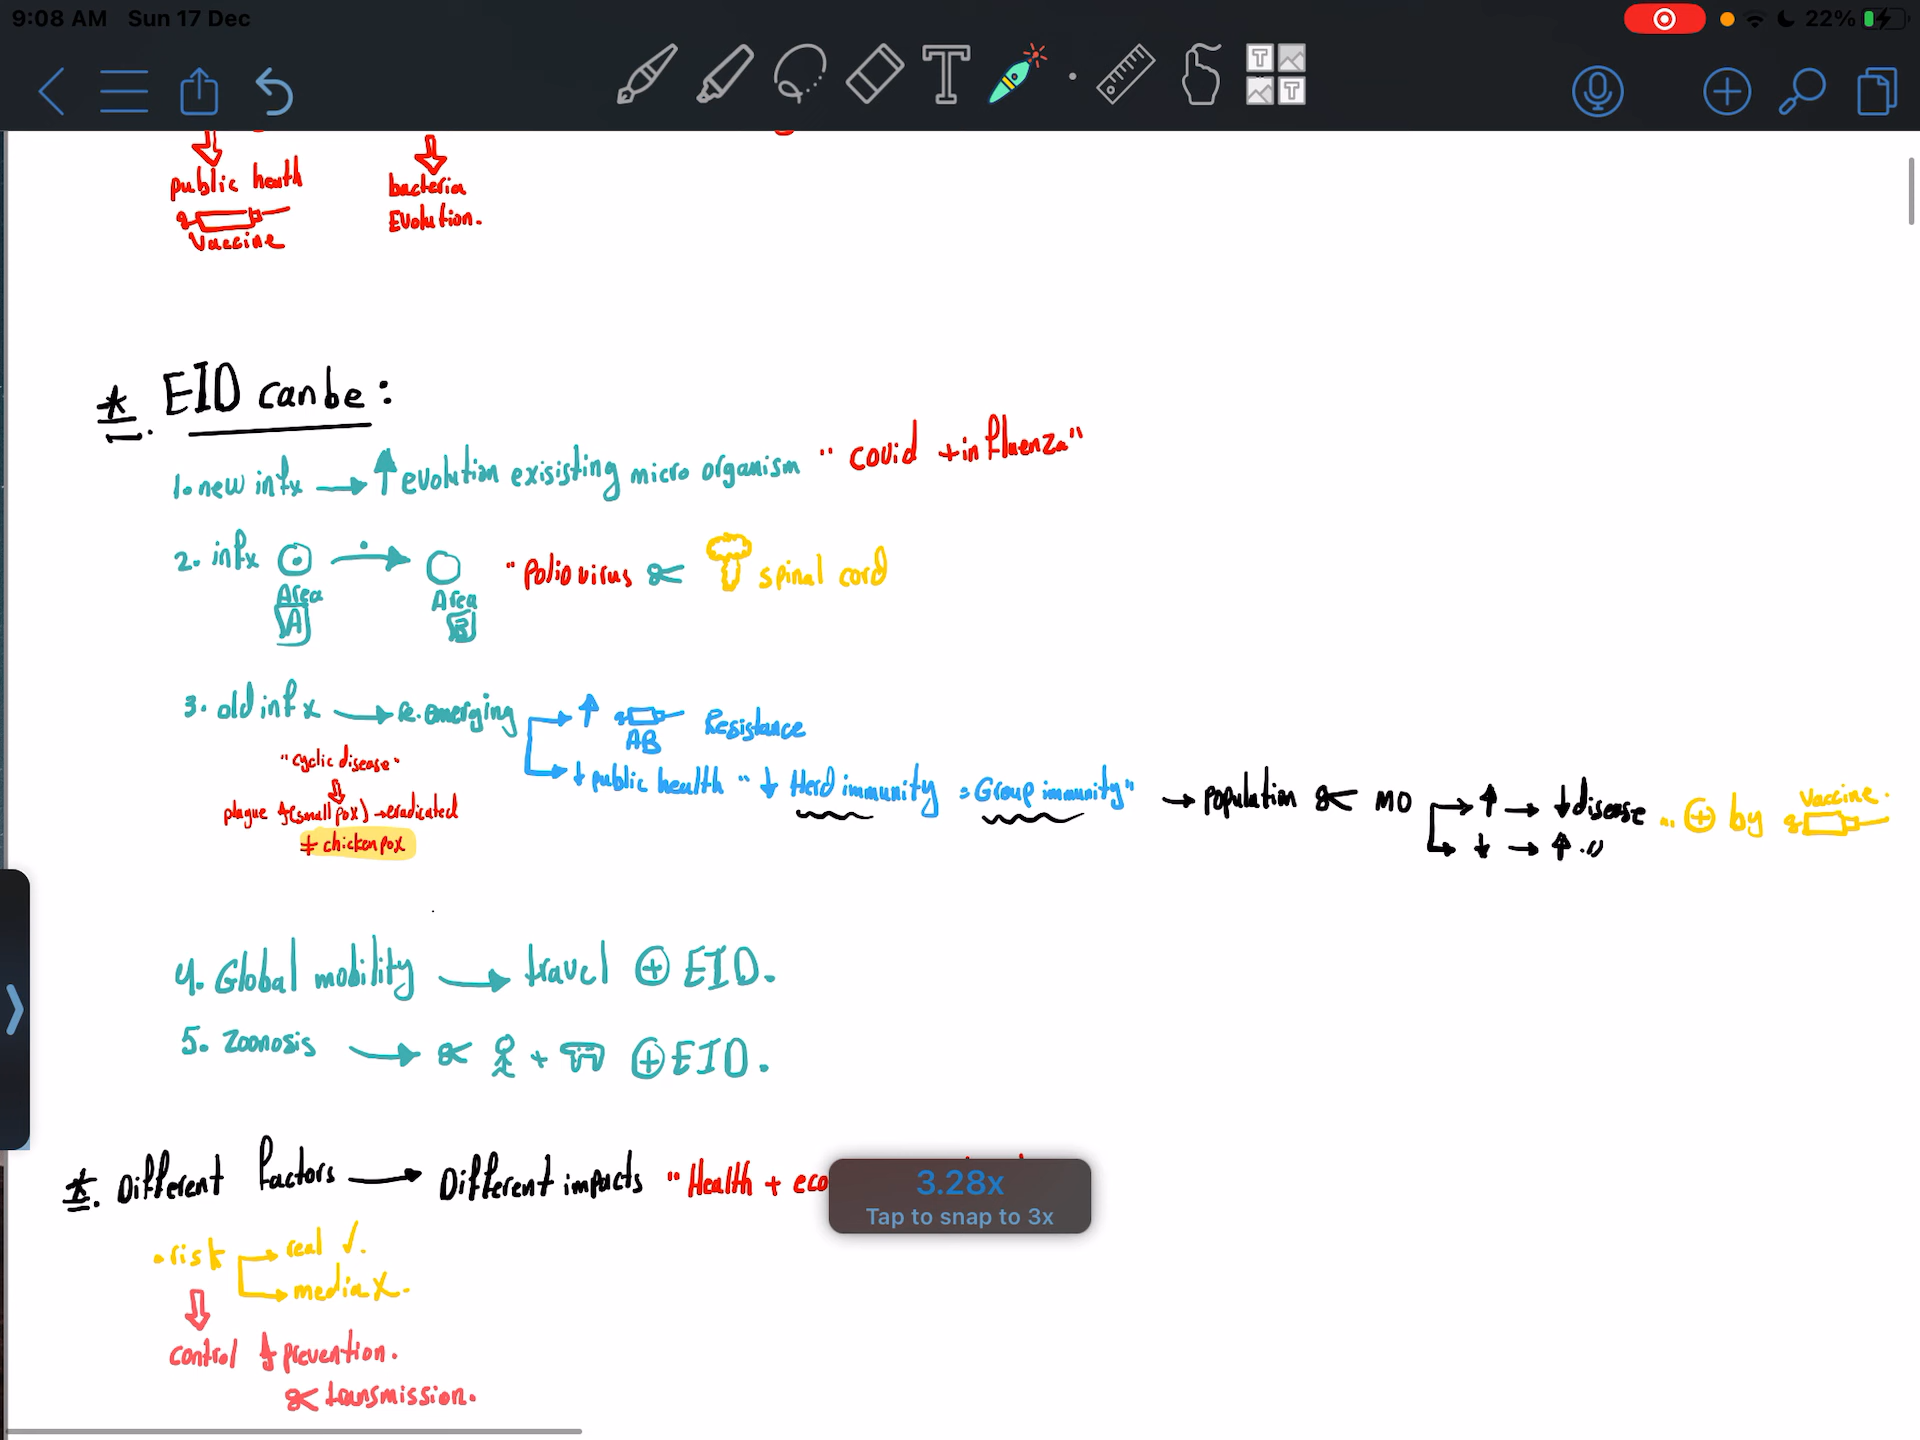 9:08 AM Sun 17 Dec
22%
public health
Vaccine
bacteria
Evolution.
* EID can be:
1. new infx → ↑ evolution exisisting micro organism " covid + influenza"
2. infx → "Polio virus spinal cord
Area
A
Area
B
3. old infx → re.emerging
↑ AB Resistance
↓ public health " ↓ Herd immunity = Group immunity" → population MO
↑ → ↓ disease .. ⊕ by Vaccine.
↓ → ↑ .,,
"cyclic disease"
plague & (small pox) → eradicated
≠ chicken pox
4. Global mobility → travel ⊕ EID.
5. Zoonosis → + ⊕ EID.
*. Different Factors → Different impacts "Health + eco
3.28x
Tap to snap to 3x
• risk
→ real ✓.
→ media X.
control & prevention.
transmission.